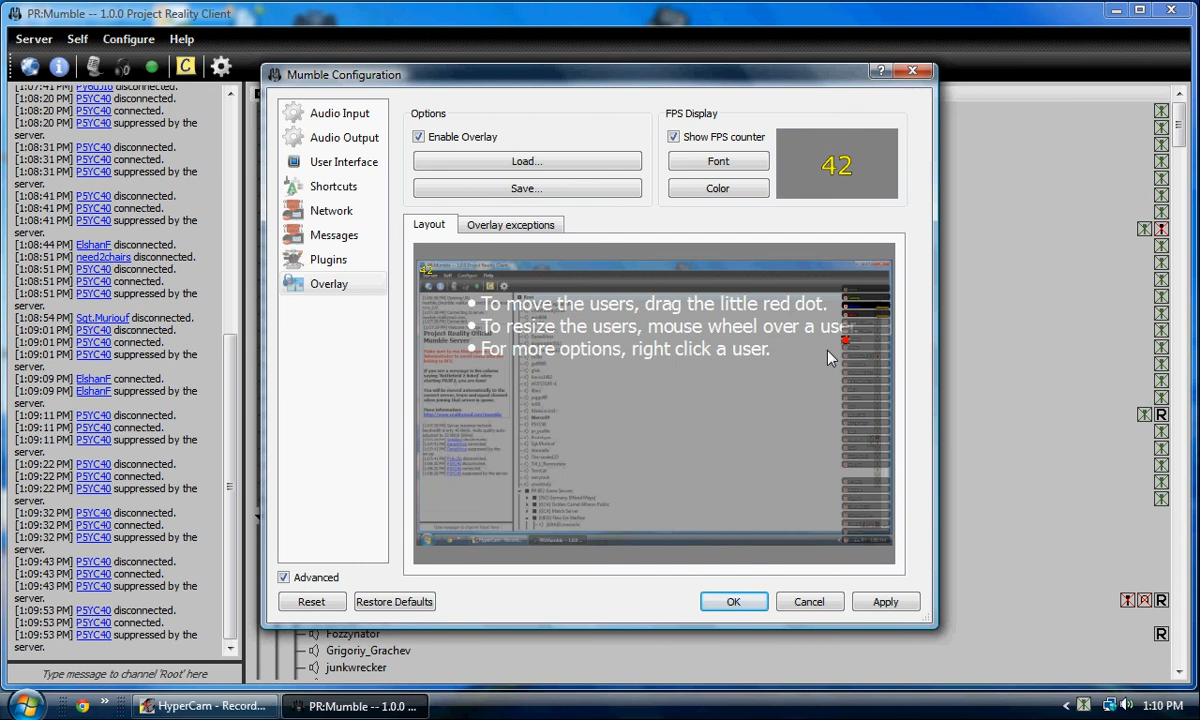 PR:Mumble -- 1.0.0 Project Reality Client
Server Self Configure Help
C
[1:08:20 PM] P5YC40 disconnected.
[1:08:20 PM] P5YC40 connected.
[1:08:20 PM] P5YC40 suppressed by the
server.
[1:08:31 PM] P5YC40 disconnected.
[1:08:31 PM] P5YC40 connected.
[1:08:31 PM] P5YC40 suppressed by the
server.
[1:08:41 PM] P5YC40 disconnected.
[1:08:41 PM] P5YC40 connected.
[1:08:41 PM] P5YC40 suppressed by the
server.
[1:08:44 PM] ElshanF disconnected.
[1:08:51 PM] need2chairs disconnected.
[1:08:51 PM] P5YC40 disconnected.
[1:08:51 PM] P5YC40 connected.
[1:08:51 PM] P5YC40 suppressed by the
server.
[1:08:54 PM] Sgt.Muriouf disconnected.
[1:09:01 PM] P5YC40 disconnected.
[1:09:01 PM] P5YC40 connected.
[1:09:01 PM] P5YC40 suppressed by the
server.
[1:09:09 PM] ElshanF connected.
[1:09:09 PM] ElshanF suppressed by the
server.
[1:09:11 PM] P5YC40 disconnected.
[1:09:11 PM] P5YC40 connected.
[1:09:11 PM] P5YC40 suppressed by the
server.
[1:09:22 PM] P5YC40 disconnected.
[1:09:22 PM] P5YC40 connected.
[1:09:22 PM] P5YC40 suppressed by the
server.
[1:09:32 PM] P5YC40 disconnected.
[1:09:32 PM] P5YC40 connected.
[1:09:32 PM] P5YC40 suppressed by the
server.
[1:09:43 PM] P5YC40 disconnected.
[1:09:43 PM] P5YC40 connected.
[1:09:43 PM] P5YC40 suppressed by the
server.
[1:09:53 PM] P5YC40 disconnected.
[1:09:53 PM] P5YC40 connected.
[1:09:53 PM] P5YC40 suppressed by the
server.
Type message to channel 'Root' here
Mumble Configuration
Audio Input
Audio Output
User Interface
Shortcuts
Network
Messages
Plugins
Overlay
Options
Enable Overlay
Load...
Save...
FPS Display
Show FPS counter
Font
Color
42
Layout Overlay exceptions
42
• To move the users, drag the little red dot.
• To resize the users, mouse wheel over a user.
• For more options, right click a user.
Advanced
Reset Restore Defaults OK Cancel Apply
R
R
R
Fozzynator
Grigoriy_Grachev
junkwrecker
HyperCam - Record... PR:Mumble -- 1.0.0 ... 1:10 PM